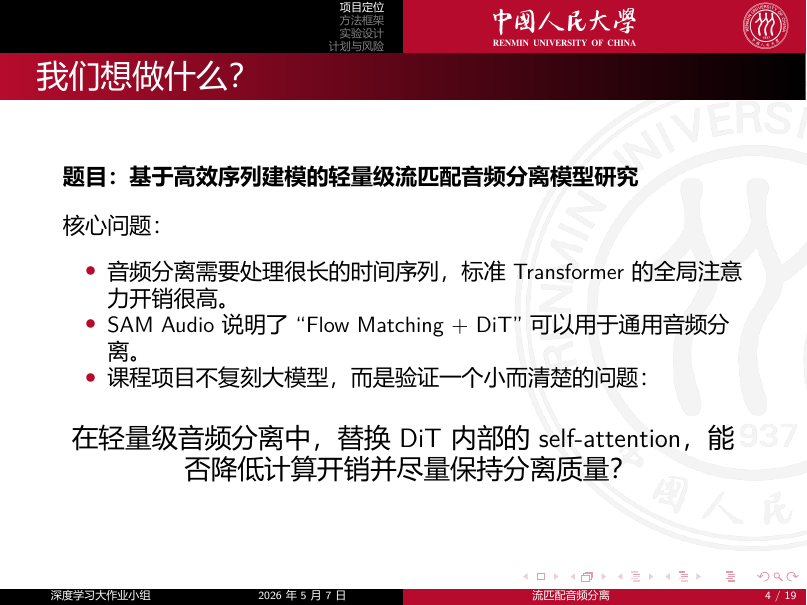 项目定位
方法框架
实验设计
计划与风险
中国人民大学
RENMIN UNIVERSITY OF CHINA
我们想做什么？
题目：基于高效序列建模的轻量级流匹配音频分离模型研究
核心问题：
• 音频分离需要处理很长的时间序列，标准 Transformer 的全局注意
力开销很高。
• SAM Audio 说明了 “Flow Matching + DiT” 可以用于通用音频分
离。
• 课程项目不复刻大模型，而是验证一个小而清楚的问题：
在轻量级音频分离中，替换 DiT 内部的 self-attention，能
否降低计算开销并尽量保持分离质量？
深度学习大作业小组
2026 年 5 月 7 日
流匹配音频分离
4 / 19